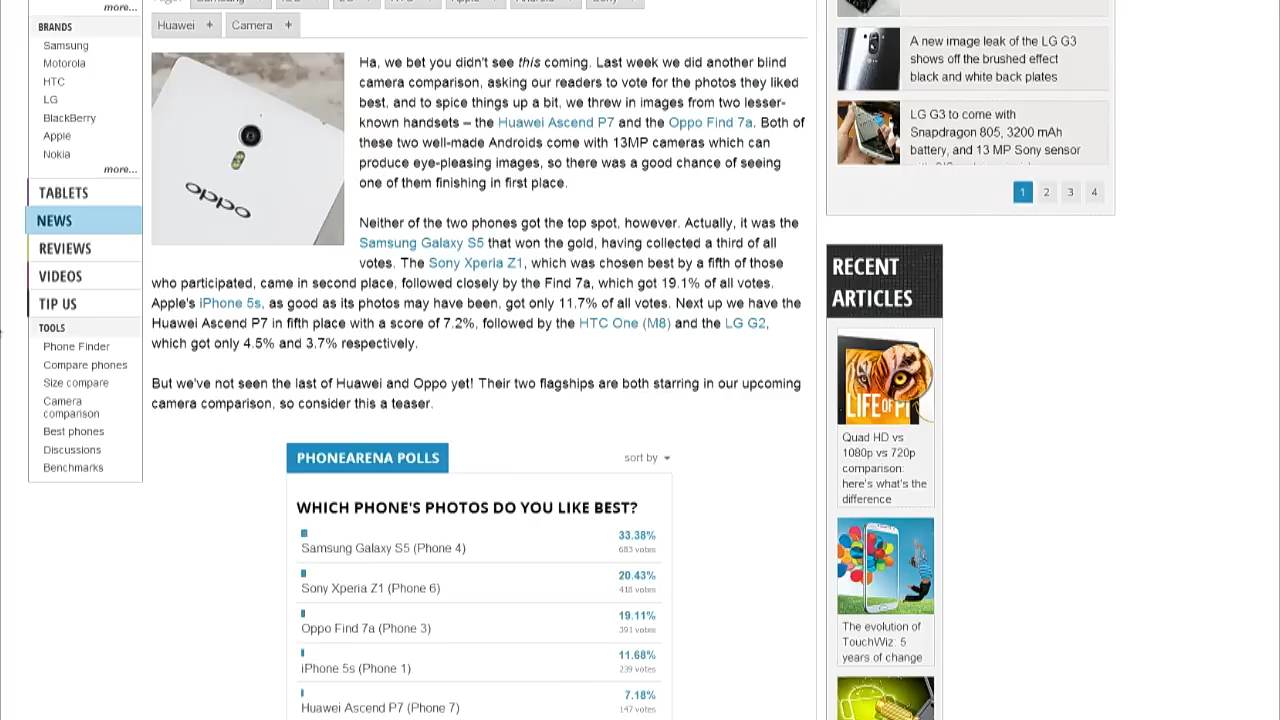 more...
BRANDS
Samsung
Motorola
HTC
LG
BlackBerry
Apple
Nokia
more...
TABLETS
NEWS
REVIEWS
VIDEOS
TIP US
TOOLS
Phone Finder
Compare phones
Size compare
Camera
comparison
Best phones
Discussions
Benchmarks
Huawei +
Camera +
oppo
Ha, we bet you didn't see this coming. Last week we did another blind
camera comparison, asking our readers to vote for the photos they liked
best, and to spice things up a bit, we threw in images from two lesser-
known handsets – the Huawei Ascend P7 and the Oppo Find 7a. Both of
these two well-made Androids come with 13MP cameras which can
produce eye-pleasing images, so there was a good chance of seeing
one of them finishing in first place.
Neither of the two phones got the top spot, however. Actually, it was the
Samsung Galaxy S5 that won the gold, having collected a third of all
votes. The Sony Xperia Z1, which was chosen best by a fifth of those
who participated, came in second place, followed closely by the Find 7a, which got 19.1% of all votes.
Apple's iPhone 5s, as good as its photos may have been, got only 11.7% of all votes. Next up we have the
Huawei Ascend P7 in fifth place with a score of 7.2%, followed by the HTC One (M8) and the LG G2,
which got only 4.5% and 3.7% respectively.
But we've not seen the last of Huawei and Oppo yet! Their two flagships are both starring in our upcoming
camera comparison, so consider this a teaser.
PHONEARENA POLLS
sort by
WHICH PHONE'S PHOTOS DO YOU LIKE BEST?
33.38%
Samsung Galaxy S5 (Phone 4)
683 votes
20.43%
Sony Xperia Z1 (Phone 6)
418 votes
19.11%
Oppo Find 7a (Phone 3)
391 votes
11.68%
iPhone 5s (Phone 1)
239 votes
7.18%
Huawei Ascend P7 (Phone 7)
147 votes
A new image leak of the LG G3
shows off the brushed effect
black and white back plates
LG G3 to come with
Snapdragon 805, 3200 mAh
battery, and 13 MP Sony sensor
1 2 3 4
RECENT
ARTICLES
LIFE OF PI
Quad HD vs
1080p vs 720p
comparison:
here's what's the
difference
The evolution of
TouchWiz: 5
years of change